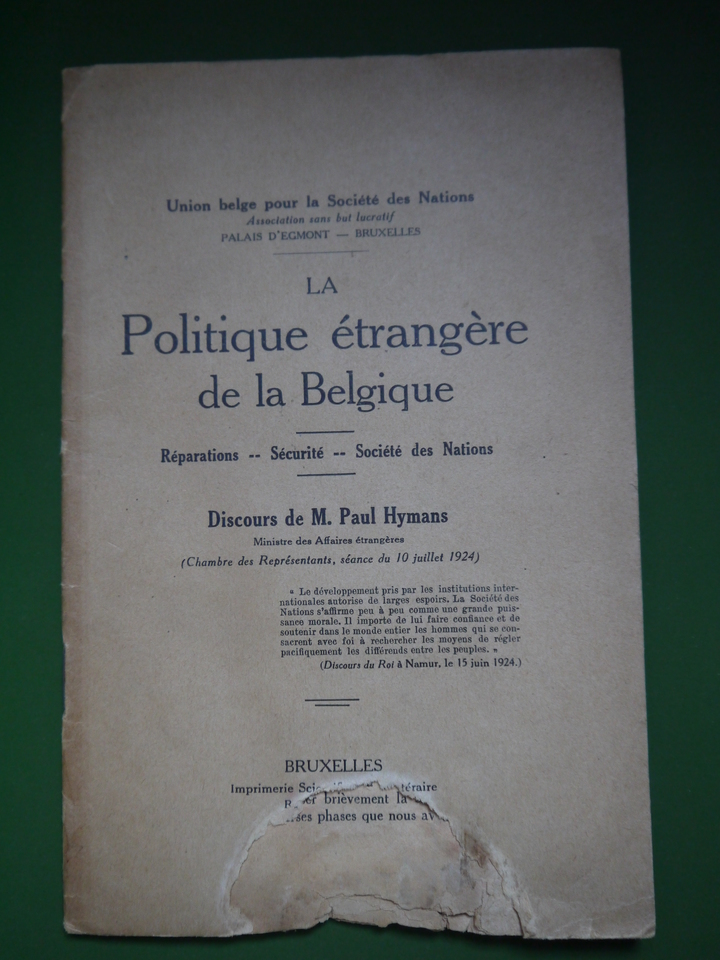 Union belge pour la Société des Nations
Association sans but lucratif
PALAIS D'EGMONT — BRUXELLES
LA
Politique étrangère
de la Belgique
Réparations -- Sécurité -- Société des Nations
Discours de M. Paul Hymans
Ministre des Affaires étrangères
(Chambre des Représentants, séance du 10 juillet 1924)
« Le développement pris par les institutions inter-
nationales autorise de larges espoirs. La Société des
Nations s'affirme peu à peu comme une grande puis-
sance morale. Il importe de lui faire confiance et de
soutenir dans le monde entier les hommes qui se con-
sacrent avec foi à rechercher les moyens de régler
pacifiquement les différends entre les peuples. »
(Discours du Roi à Namur, le 15 juin 1924.)
BRUXELLES
Imprimerie
brièvement la
phases que nous